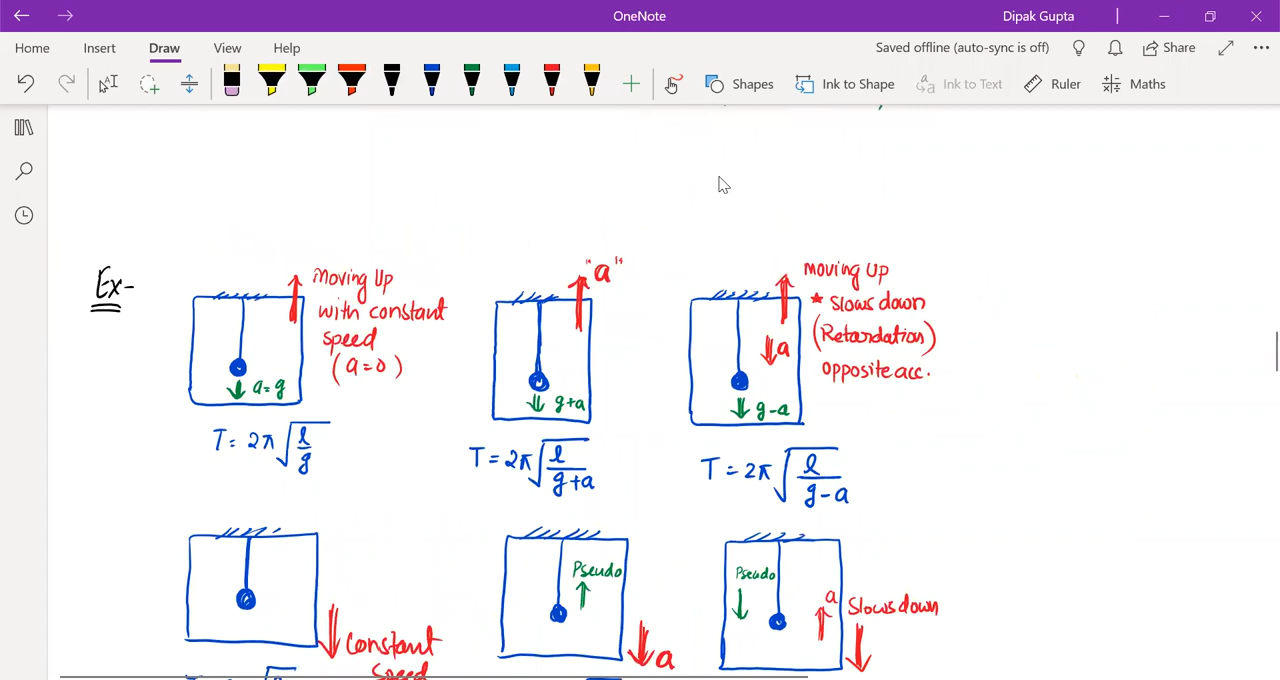 OneNote
Dipak Gupta
Home Insert Draw View Help
Saved offline (auto-sync is off)
Share
Shapes
Ink to Shape
Ink to Text
Ruler
Maths
Ex-
Moving Up
with constant
speed
(a=0)
a=g
T= 2π√(l/g)
"a"
g+a
T=2π√(l/(g+a))
Moving Up
* Slows down
(Retardation)
opposite acc.
a
g-a
T=2π√(l/(g-a))
Constant
speed
Pseudo
a
Pseudo
a
Slows down